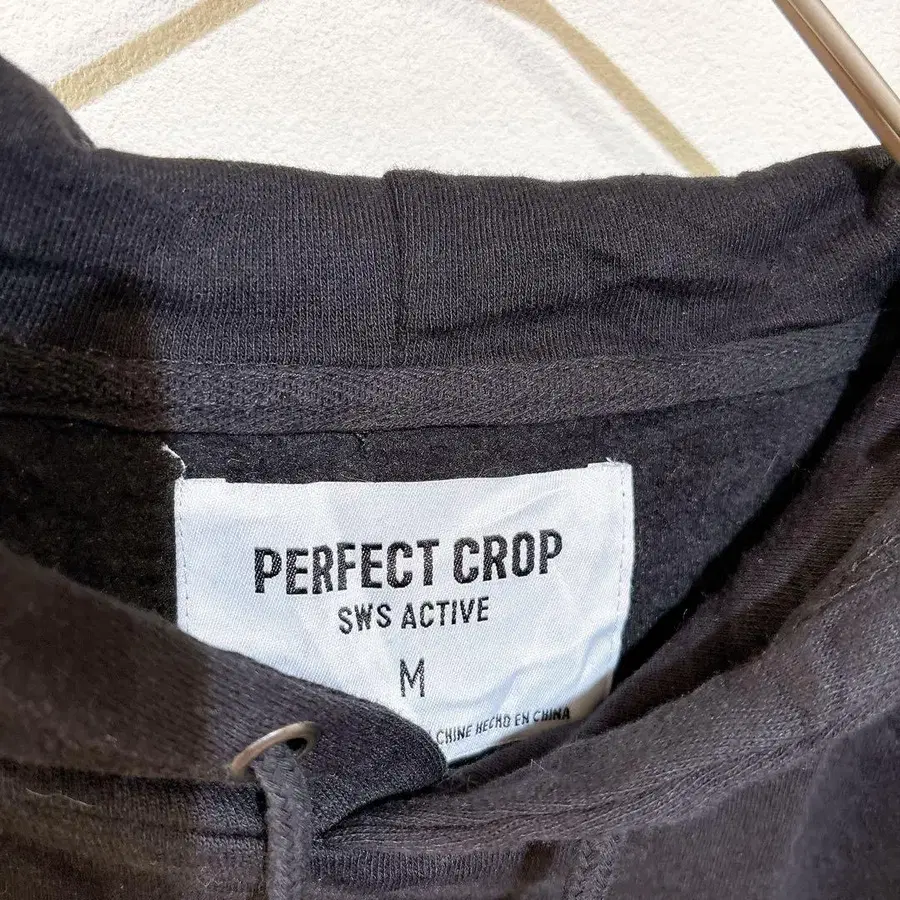 PERFECT CROP
SWS ACTIVE
M
CHINE HECHO EN CHINA